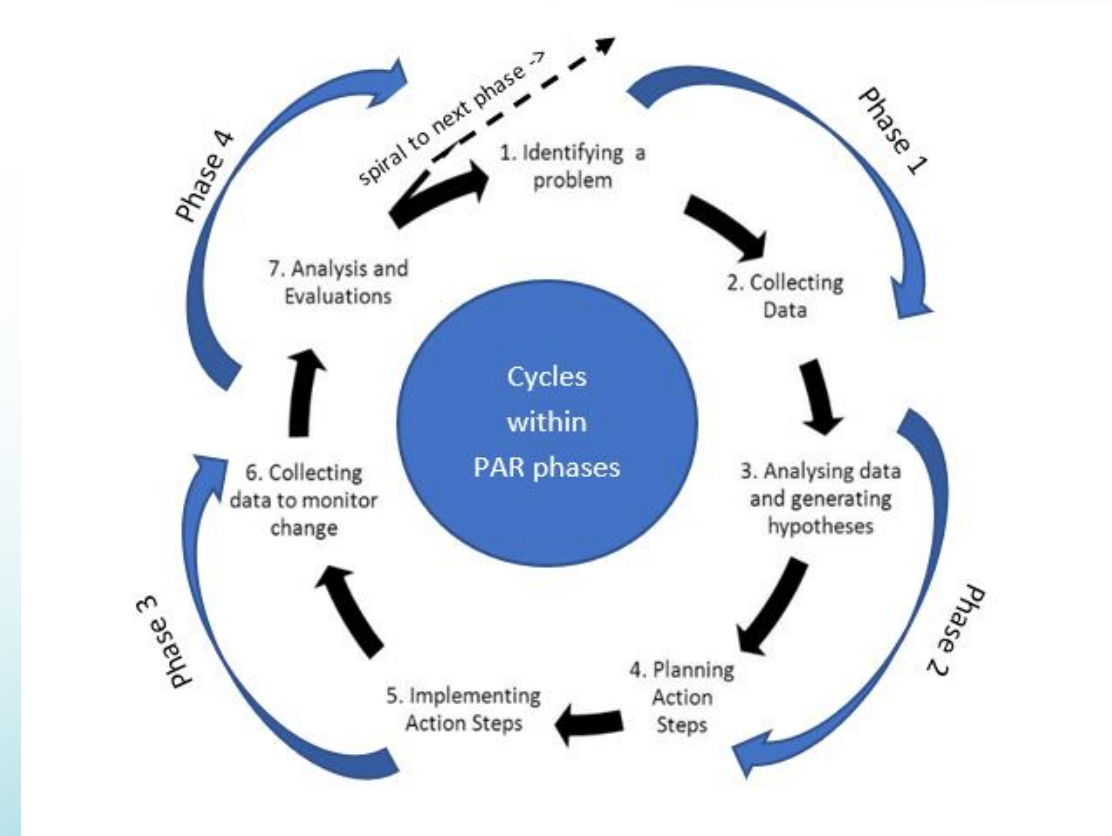 spiral to next phase ->
Phase 1
Phase 4
1. Identifying a
problem
2. Collecting
Data
7. Analysis and
Evaluations
Cycles
within
PAR phases
3. Analysing data
and generating
hypotheses
6. Collecting
data to monitor
change
Phase 2
Phase 3
4. Planning
Action
Steps
5. Implementing
Action Steps